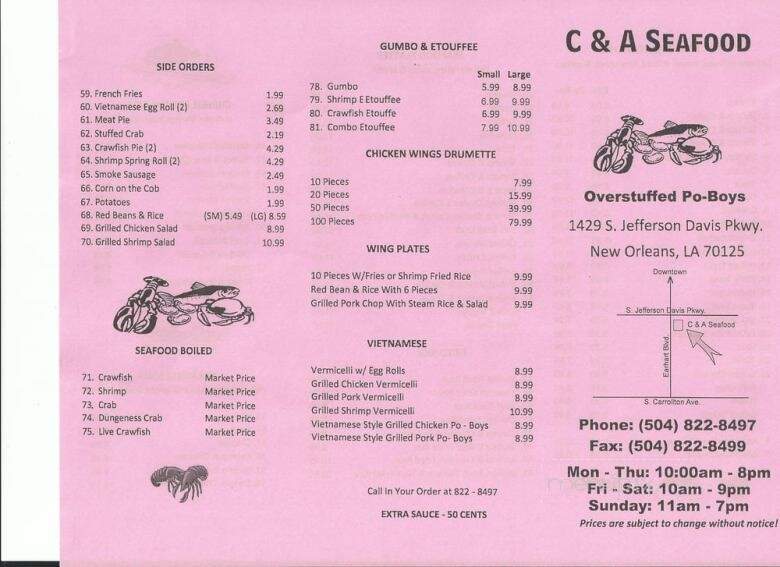 SIDE ORDERS
59. French Fries 1.99
60. Vietnamese Egg Roll (2) 2.69
61. Meat Pie 3.49
62. Stuffed Crab 2.19
63. Crawfish Pie (2) 4.29
64. Shrimp Spring Roll (2) 4.29
65. Smoke Sausage 2.49
66. Corn on the Cob 1.99
67. Potatoes 1.99
68. Red Beans & Rice (SM) 5.49 (LG) 8.59
69. Grilled Chicken Salad 8.99
70. Grilled Shrimp Salad 10.99
SEAFOOD BOILED
71. Crawfish Market Price
72. Shrimp Market Price
73, Crab Market Price
74. Dungeness Crab Market Price
75. Live Crawfish Market Price
GUMBO & ETOUFFEE
Small Large
78. Gumbo 5.99 8.99
79. Shrimp E Etouffee 6.99 9.99
80. Crawfish Etouffe 6.99 9.99
81. Combo Etouffee 7.99 10.99
CHICKEN WINGS DRUMETTE
10 Pieces 7.99
20 Pieces 15.99
50 Pieces 39.99
100 Pieces 79.99
WING PLATES
10 Pieces W/Fries or Shrimp Fried Rice 9.99
Red Bean & Rice With 6 Pieces 9.99
Grilled Pork Chop With Steam Rice & Salad 9.99
VIETNAMESE
Vermicelli w/ Egg Rolls 8.99
Grilled Chicken Vermicelli 8.99
Grilled Pork Vermicelli 8.99
Grilled Shrimp Vermicelli 10.99
Vietnamese Style Grilled Chicken Po - Boys 8.99
Vietnamese Style Grilled Pork Po- Boys 8.99
Call In Your Order at 822 - 8497
EXTRA SAUCE - 50 CENTS
C & A SEAFOOD
Overstuffed Po-Boys
1429 S. Jefferson Davis Pkwy.
New Orleans, LA 70125
Downtown
S. Jefferson Davis Pkwy.
C & A Seafood
Earhart Blvd.
S. Carrollton Ave.
Phone: (504) 822-8497
Fax: (504) 822-8499
Mon - Thu: 10:00am - 8pm
Fri - Sat: 10am - 9pm
Sunday: 11am - 7pm
Prices are subject to change without notice!